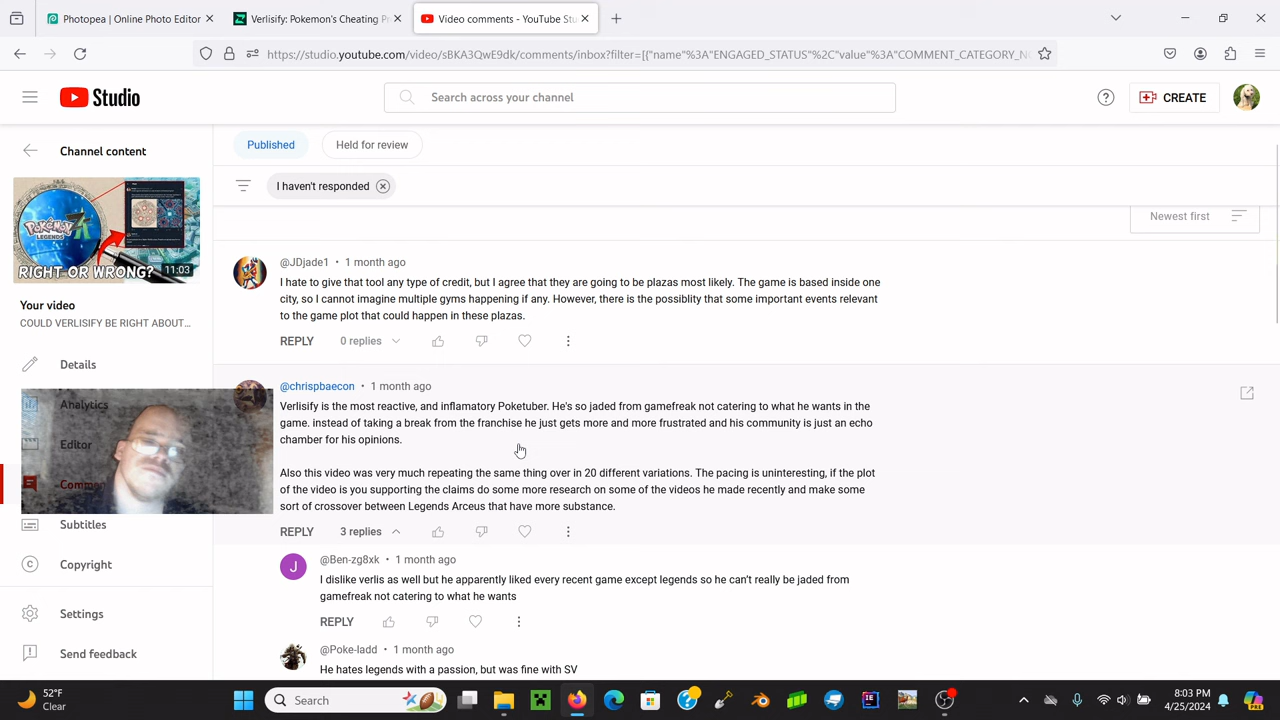 Photopea | Online Photo Editor
Verlisify: Pokemon's Cheating P
Video comments - YouTube Stu
https://studio.youtube.com/video/sBKA3QwE9dk/comments/inbox?filter=[{"name"%3A"ENGAGED_STATUS"%2C"value"%3A"COMMENT_CATEGORY_N
Studio
Search across your channel
CREATE
Channel content
Published
Held for review
I haven't responded
Newest first
POKÉMON
LEGENDS
RIGHT OR WRONG?
11:03
Your video
COULD VERLISIFY BE RIGHT ABOUT…
Details
Analytics
Editor
Comme
Subtitles
Copyright
Settings
Send feedback
@JDjade1 • 1 month ago
I hate to give that tool any type of credit, but I agree that they are going to be plazas most likely. The game is based inside one
city, so I cannot imagine multiple gyms happening if any. However, there is the possiblity that some important events relevant
to the game plot that could happen in these plazas.
REPLY 0 replies
@chrispbaecon • 1 month ago
Verlisify is the most reactive, and inflamatory Poketuber. He's so jaded from gamefreak not catering to what he wants in the
game. instead of taking a break from the franchise he just gets more and more frustrated and his community is just an echo
chamber for his opinions.
Also this video was very much repeating the same thing over in 20 different variations. The pacing is uninteresting, if the plot
of the video is you supporting the claims do some more research on some of the videos he made recently and make some
sort of crossover between Legends Arceus that have more substance.
REPLY 3 replies
J
@Ben-zg8xk • 1 month ago
I dislike verlis as well but he apparently liked every recent game except legends so he can't really be jaded from
gamefreak not catering to what he wants
REPLY
@Poke-ladd • 1 month ago
He hates legends with a passion, but was fine with SV
52°F
Clear
Search
8:03 PM
4/25/2024